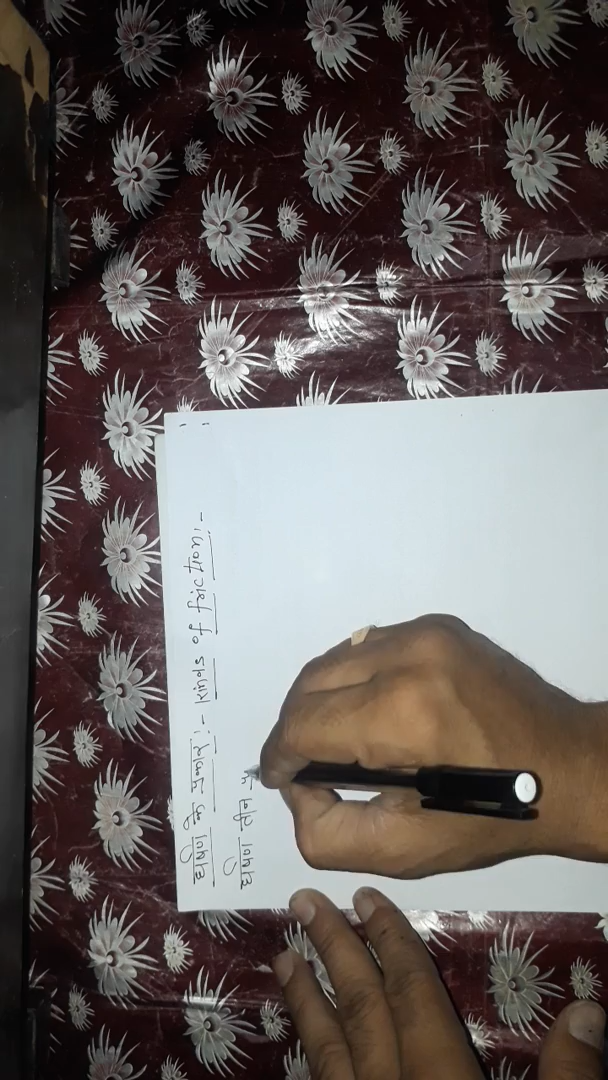 घर्षण के प्रकार :- kinds of friction :-
घर्षण तीन